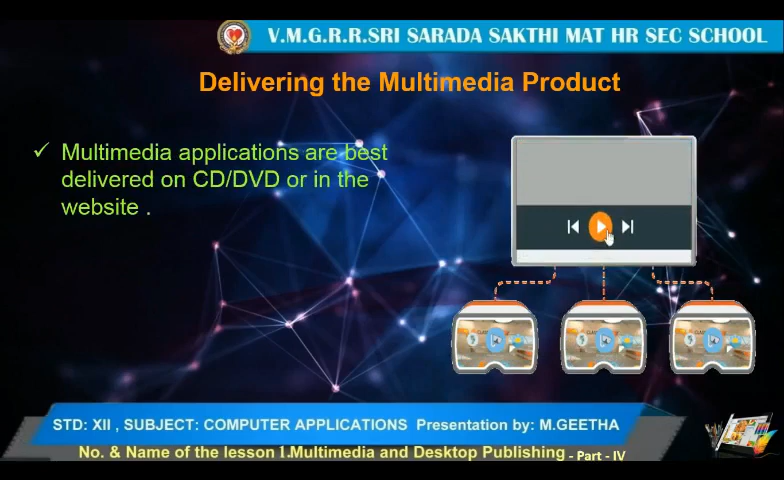 V.M.G.R.R.SRI SARADA SAKTHI MAT HR SEC SCHOOL
Delivering the Multimedia Product
✓ Multimedia applications are best
delivered on CD/DVD or in the
website .
STD: XII , SUBJECT: COMPUTER APPLICATIONS Presentation by: M.GEETHA
No. & Name of the lesson 1.Multimedia and Desktop Publishing - Part - IV